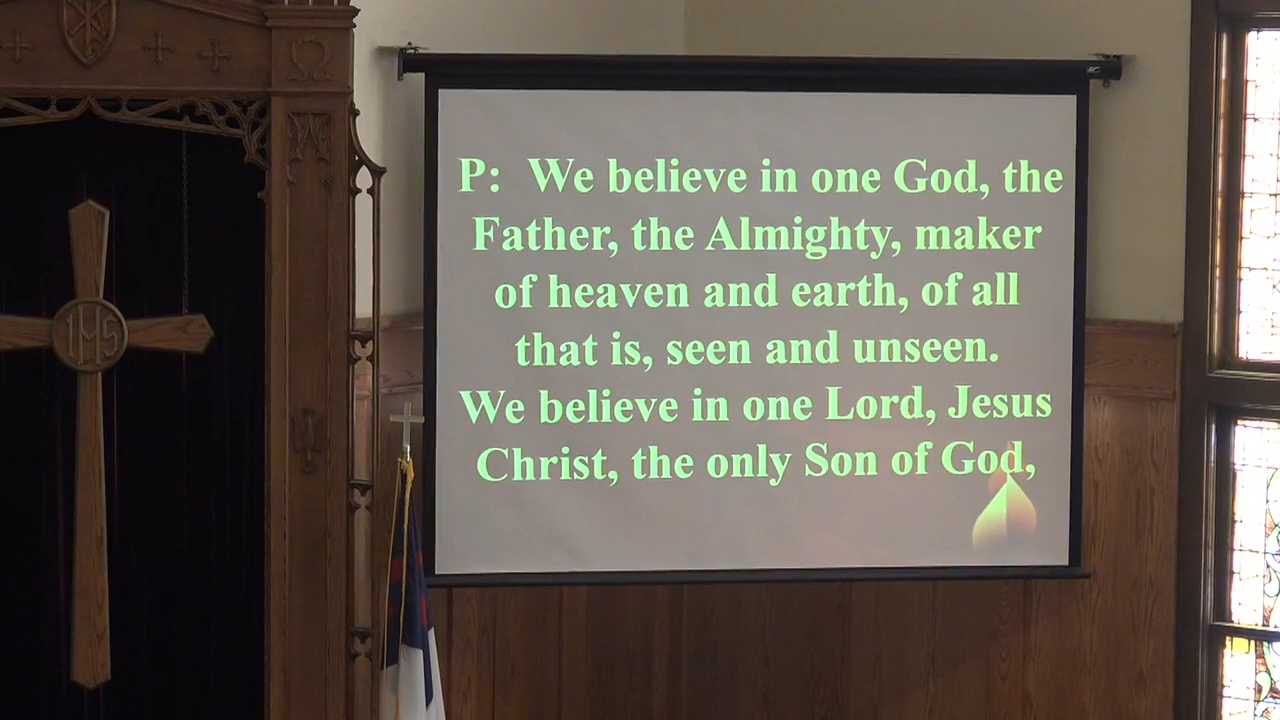 P: We believe in one God, the
Father, the Almighty, maker
of heaven and earth, of all
that is, seen and unseen.
We believe in one Lord, Jesus
Christ, the only Son of God,
IHS